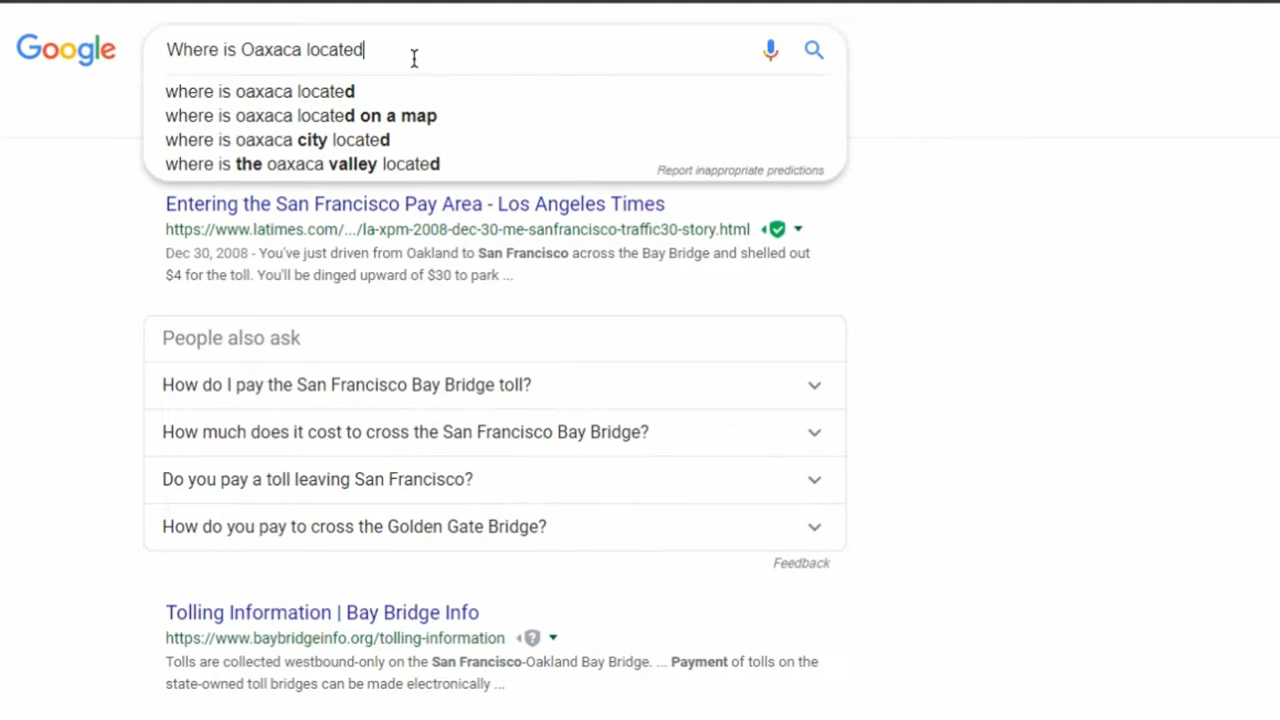 Google
Where is Oaxaca located
where is oaxaca located
where is oaxaca located on a map
where is oaxaca city located
where is the oaxaca valley located
Report inappropriate predictions
Entering the San Francisco Pay Area - Los Angeles Times
https://www.latimes.com/.../la-xpm-2008-dec-30-me-sanfrancisco-traffic30-story.html
Dec 30, 2008 - You've just driven from Oakland to San Francisco across the Bay Bridge and shelled out
$4 for the toll. You'll be dinged upward of $30 to park ...
People also ask
How do I pay the San Francisco Bay Bridge toll?
How much does it cost to cross the San Francisco Bay Bridge?
Do you pay a toll leaving San Francisco?
How do you pay to cross the Golden Gate Bridge?
Feedback
Tolling Information | Bay Bridge Info
https://www.baybridgeinfo.org/tolling-information
Tolls are collected westbound-only on the San Francisco-Oakland Bay Bridge. ... Payment of tolls on the
state-owned toll bridges can be made electronically ...